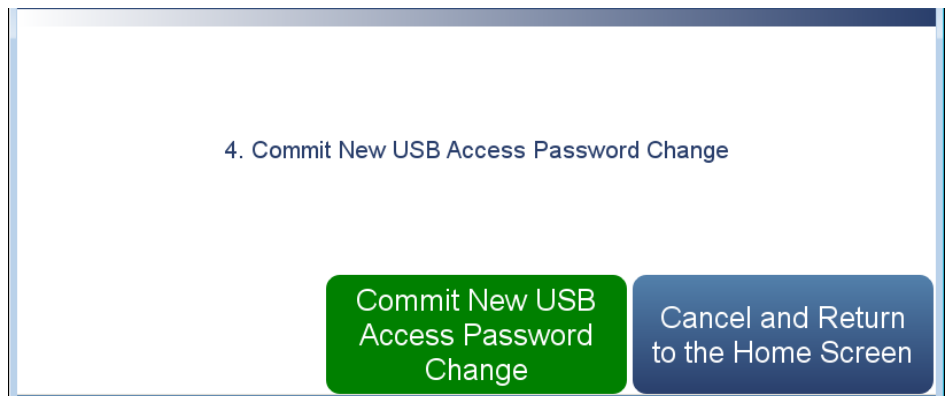 4. Commit New USB Access Password Change
Commit New USB
Access Password
Change
Cancel and Return
to the Home Screen